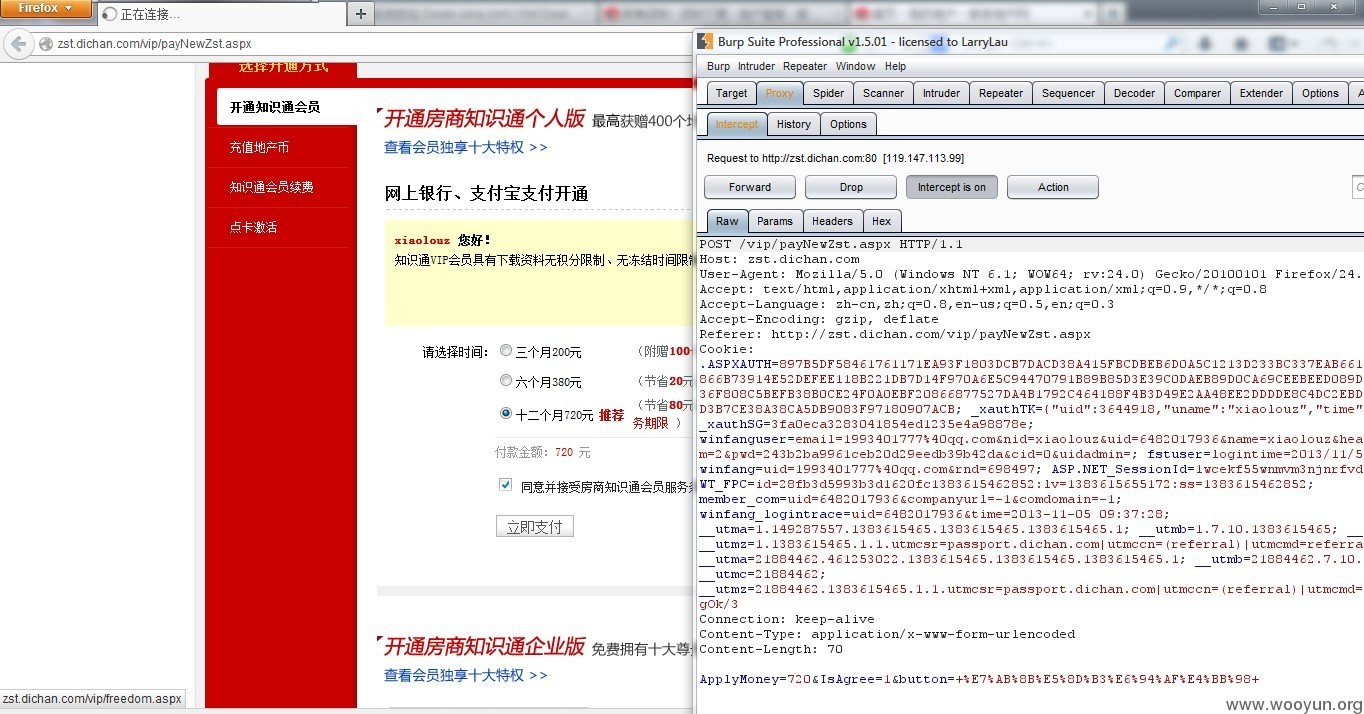 Firefox
正在连接…
zst.dichan.com/vip/payNewZst.aspx
选择开通方式
开通知识通会员
充值地产币
知识通会员续费
点卡激活
开通房商知识通个人版 最高获赠400个
查看会员独享十大特权 >>
网上银行、支付宝支付开通
xiaolouz 您好!
知识通VIP会员具有下载资料无积分限制、无冻结时间限
请选择时间:
三个月200元 (附赠100
六个月380元 (节省20元
十二个月720元 推荐 (节省80元
务期限 )
付款金额: 720 元
同意并接受房商知识通会员服务
立即支付
开通房商知识通企业版 免费拥有十大尊
查看会员独享十大特权 >>
zst.dichan.com/vip/freedom.aspx
Burp Suite Professional v1.5.01 - licensed to LarryLau
Burp Intruder Repeater Window Help
Target Proxy Spider Scanner Intruder Repeater Sequencer Decoder Comparer Extender Options A
Intercept History Options
Request to http://zst.dichan.com:80 [119.147.113.99]
Forward Drop Intercept is on Action
Raw Params Headers Hex
POST /vip/payNewZst.aspx HTTP/1.1
Host: zst.dichan.com
User-Agent: Mozilla/5.0 (Windows NT 6.1; WOW64; rv:24.0) Gecko/20100101 Firefox/24.
Accept: text/html,application/xhtml+xml,application/xml;q=0.9,*/*;q=0.8
Accept-Language: zh-cn,zh;q=0.8,en-us;q=0.5,en;q=0.3
Accept-Encoding: gzip, deflate
Referer: http://zst.dichan.com/vip/payNewZst.aspx
Cookie:
.ASPXAUTH=897B5DF58461761171EA93F1803DCB7DACD38A415FBCDBEB6D0A5C1213D233BC337EAB661
866B73914E52DEFEE118B221DB7D14F970A6E5C94470791B89B85D3E39C0DAEB89D0CA69CEEBEED089D
36F808C5BEFB38B0CE24F0A0EBF20866877527DA4B1792C464188F4B3D49E2AA48EE2DDDDE8C4DC2EBD
D3B7CE38A38CA5DB9083F97180907ACB; _xauthTK={"uid":3644918,"uname":"xiaolouz","time"
_xauthSG=3fa0eca3283041854ed1235e4a98878e;
winfanguser=email=1993401777%40qq.com&nid=xiaolouz&uid=6482017936&name=xiaolouz&hea
m=2&pwd=243b2ba9961ceb20d29eedb39b42da&cid=0&uidadmin=; fstuser=logintime=2013/11/5
winfang=uid=1993401777%40qq.com&rnd=698497; ASP.NET_SessionId=1wcekf55wnmvm3njnrfvd
WT_FPC=id=28fb3d5993b3d1620fc1383615462852:lv=1383615655172:ss=1383615462852;
member_com=uid=6482017936&companyurl=-1&comdomain=-1;
winfang_logintrace=uid=6482017936&time=2013-11-05 09:37:28;
__utma=1.149287557.1383615465.1383615465.1383615465.1; __utmb=1.7.10.1383615465; __
__utmz=1.1383615465.1.1.utmcsr=passport.dichan.com|utmccn=(referral)|utmcmd=referra
__utma=21884462.461253022.1383615465.1383615465.1383615465.1; __utmb=21884462.7.10.
__utmc=21884462;
__utmz=21884462.1383615465.1.1.utmcsr=passport.dichan.com|utmccn=(referral)|utmcmd=
gOk/3
Connection: keep-alive
Content-Type: application/x-www-form-urlencoded
Content-Length: 70
ApplyMoney=720&IsAgree=1&button=+%E7%AB%8B%E5%8D%B3%E6%94%AF%E4%BB%98+
www.wooyun.org